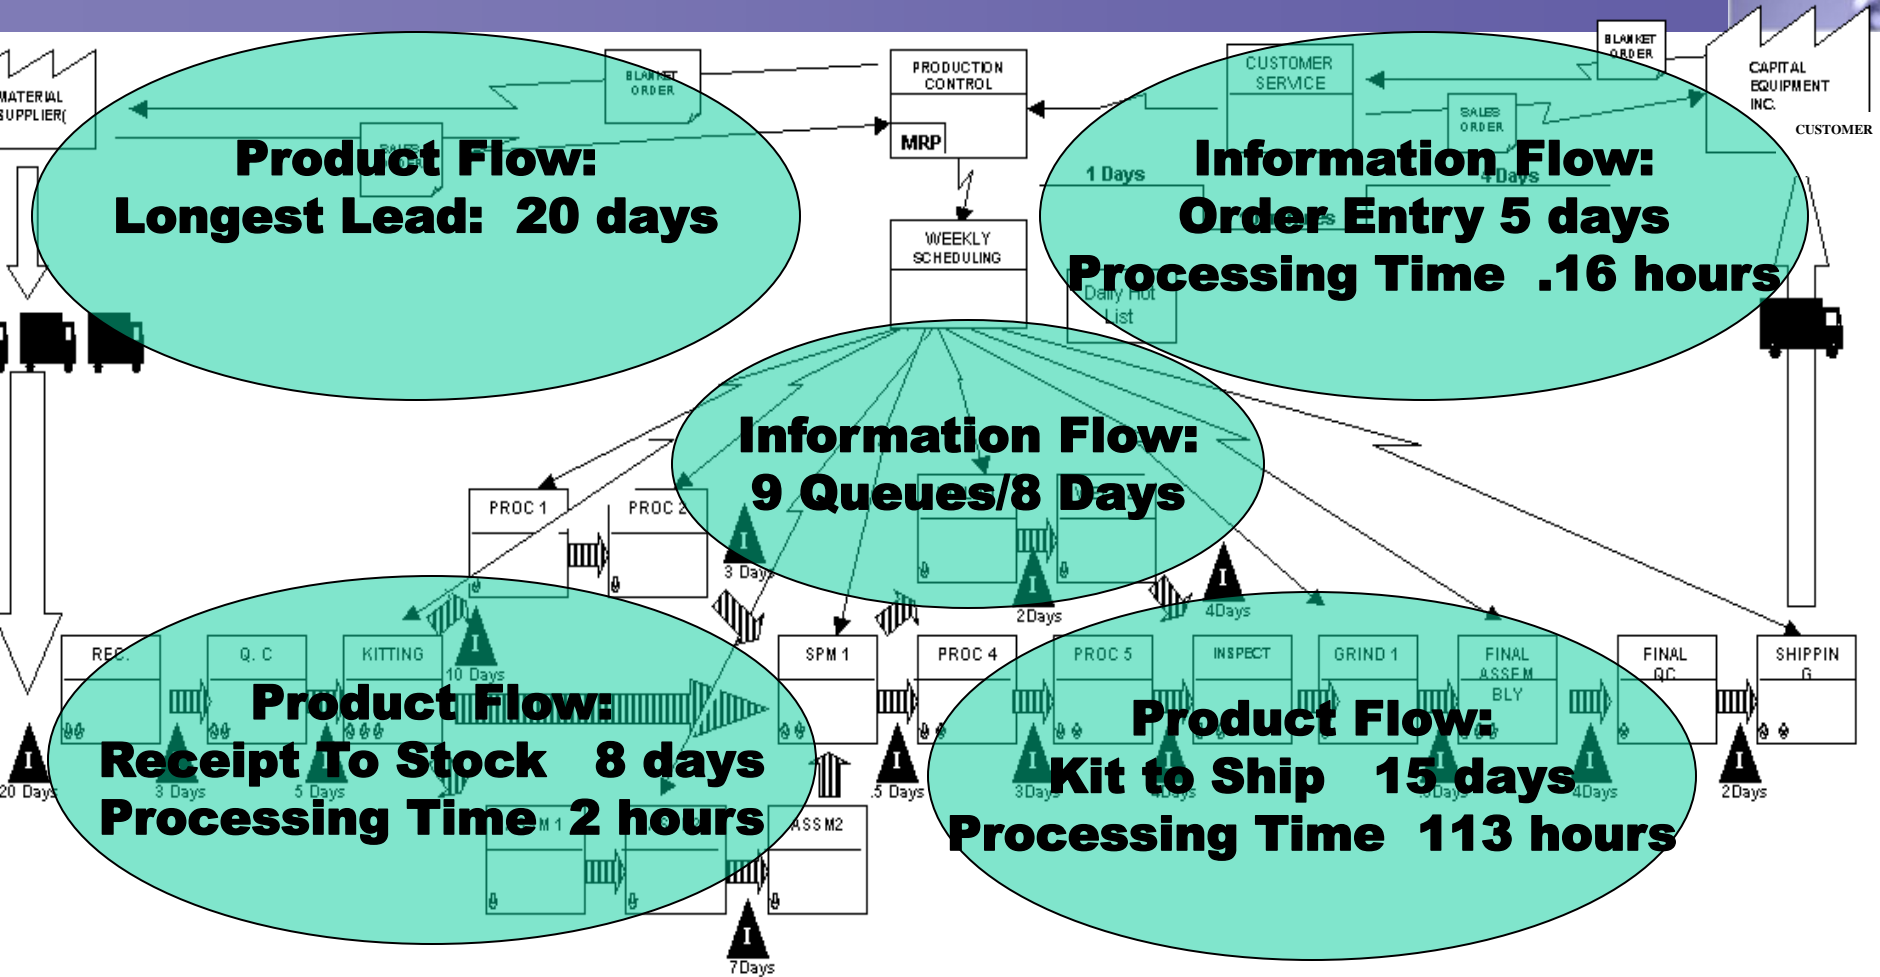 BLANKET
ORDER
MATERIAL
SUPPLIER(
BLANKET
ORDER
PRODUCTION
CONTROL
MRP
CUSTOMER
SERVICE
SALES
ORDER
CAPITAL
EQUIPMENT
INC.
CUSTOMER
Product Flow:
Longest Lead: 20 days
1 Days
4 Days
Information Flow:
Order Entry 5 days
Processing Time .16 hours
WEEKLY
SCHEDULING
Daily Hot
List
Information Flow:
9 Queues/8 Days
PROC 1
PROC 2
I
3 Days
I
2Days
I
4Days
REC.
Q. C
KITTING
I
10 Days
SPM 1
PROC 4
PROC 5
INSPECT
GRIND 1
FINAL
ASSEM
BLY
FINAL
QC
SHIPPIN
G
Product Flow:
Receipt To Stock 8 days
Processing Time 2 hours
Product Flow:
Kit to Ship 15 days
Processing Time 113 hours
I
20 Days
I
3 Days
I
5 Days
I
.5 Days
I
3Days
4Days
I
4Days
I
2Days
ASSM2
I
7Days